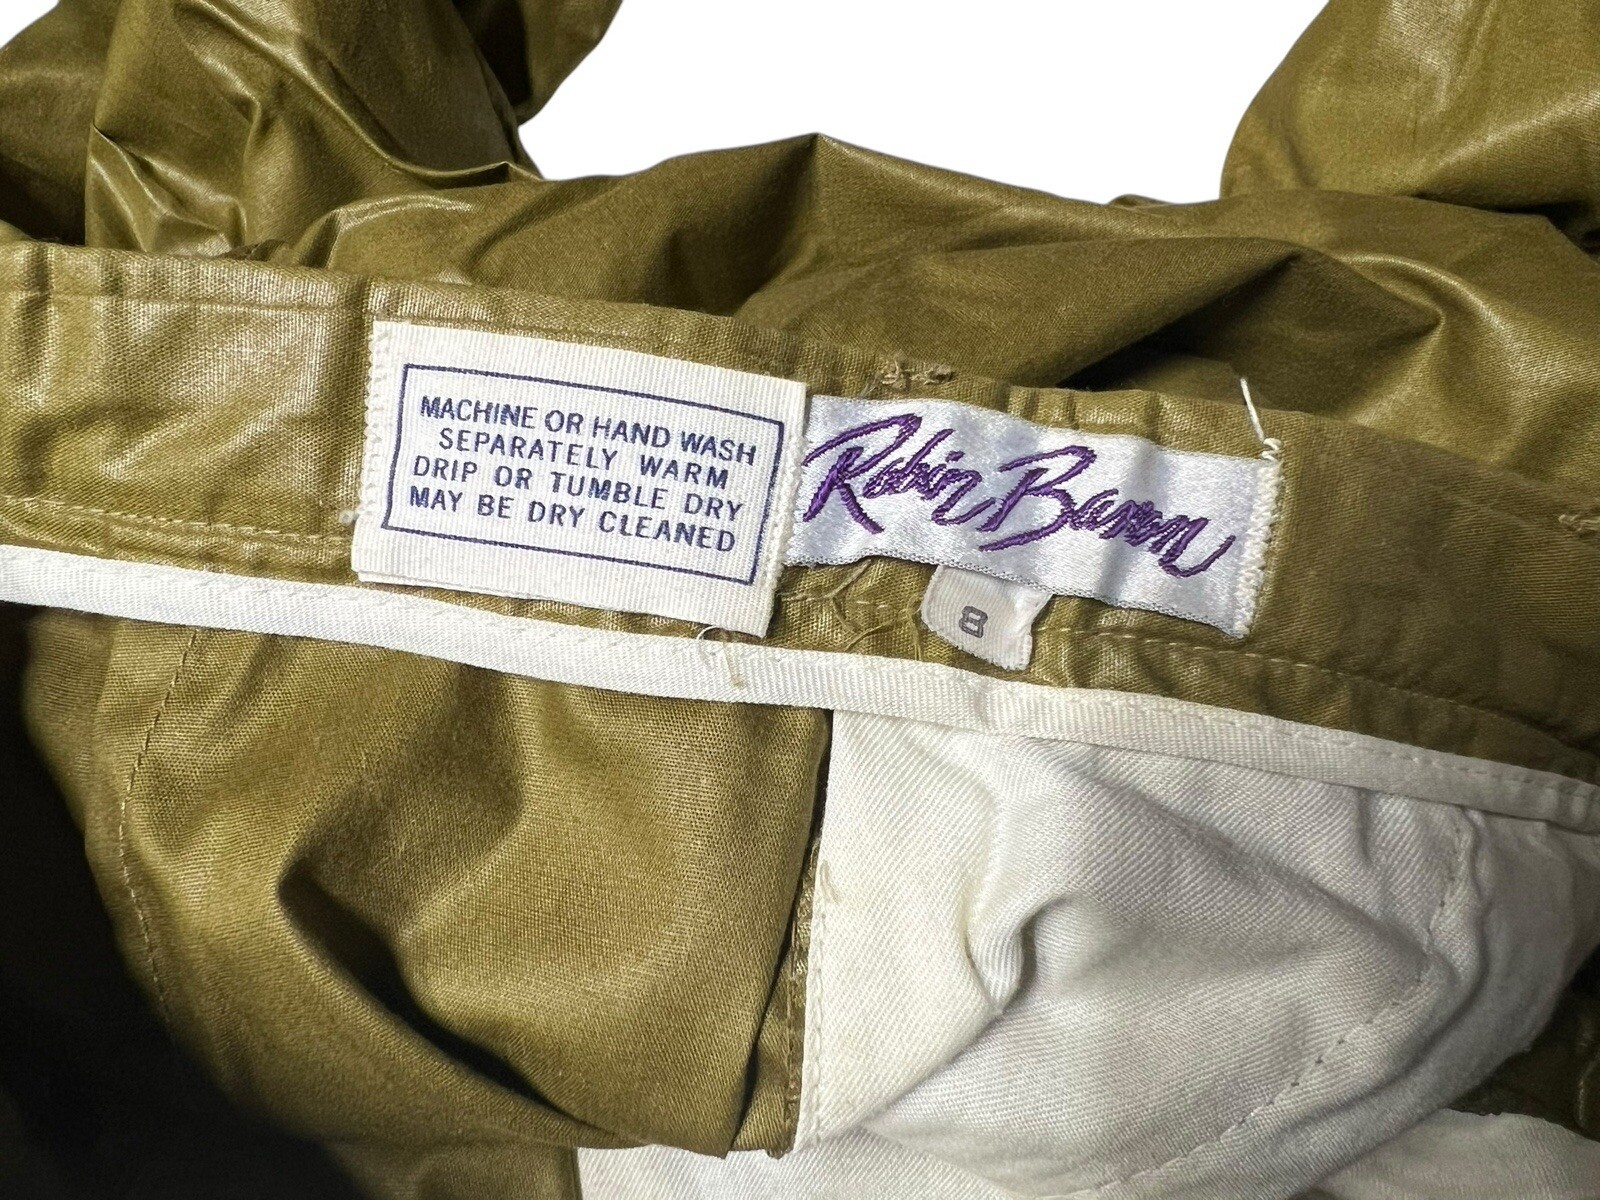 MACHINE OR HAND WASH
SEPARATELY WARM
DRIP OR TUMBLE DRY
MAY BE DRY CLEANED
Robin Baron
8